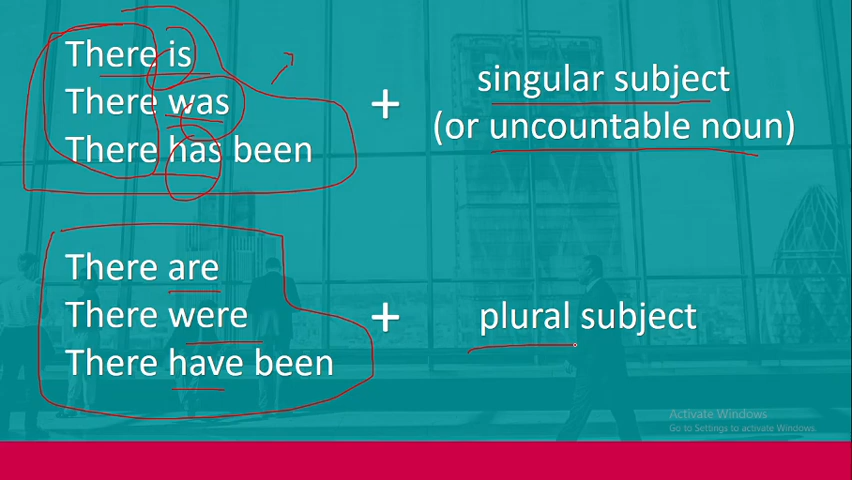 There is
There was
There has been
+
singular subject
(or uncountable noun)
There are
There were
There have been
+
plural subject
Activate Windows
Go to Settings to activate Windows.